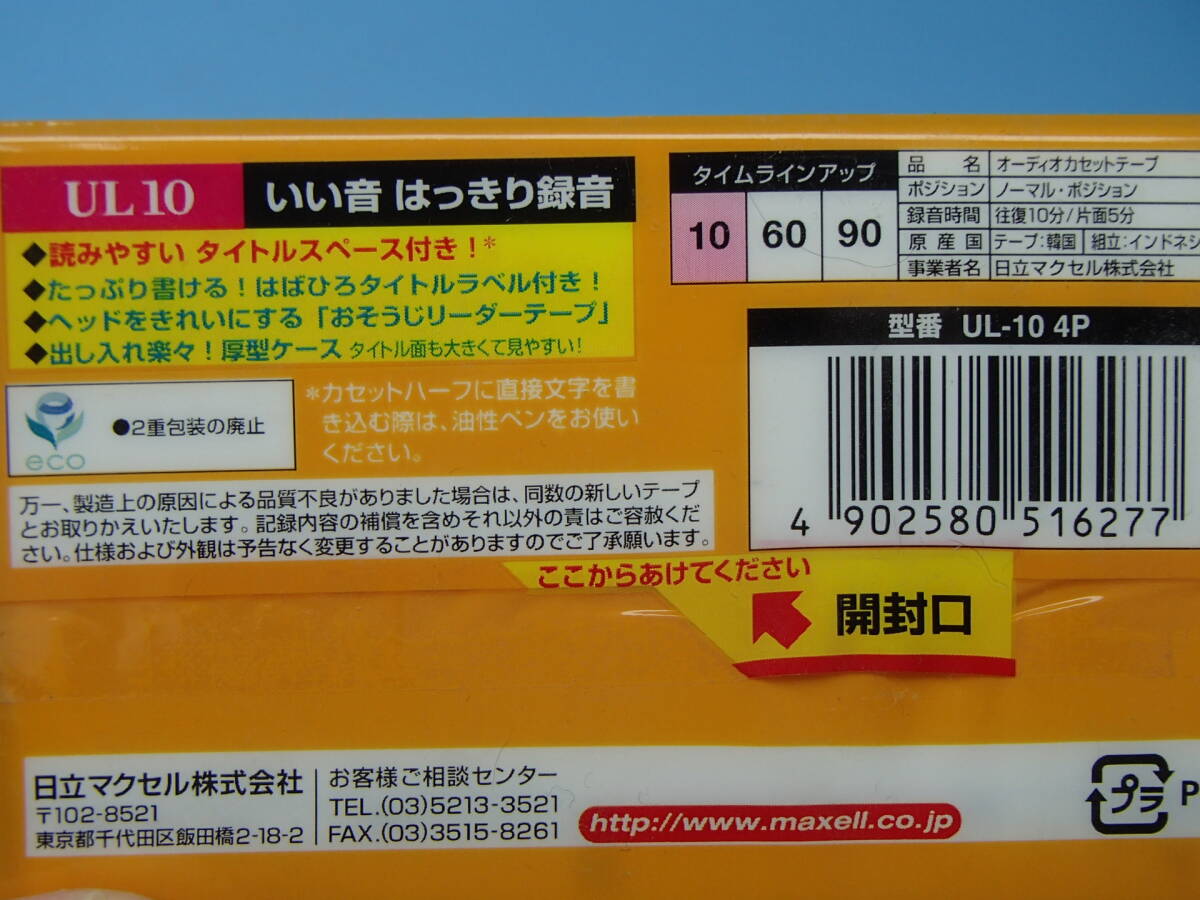 UL 10 いい音 はっきり録音
◆読みやすい タイトルスペース付き！*
◆たっぷり書ける！はばひろタイトルラベル付き！
◆ヘッドをきれいにする「おそうじリーダーテープ」
◆出し入れ楽々！厚型ケース タイトル面も大きくて見やすい！
eco
●2重包装の廃止
*カセットハーフに直接文字を書
き込む際は、油性ペンをお使い
ください。
万一、製造上の原因による品質不良がありました場合は、同数の新しいテープ
とお取りかえいたします。記録内容の補償を含めそれ以外の責はご容赦くだ
さい。仕様および外観は予告なく変更することがありますのでご了承願います。
タイムラインアップ
10 60 90
品名 オーディオカセットテープ
ポジション ノーマル・ポジション
録音時間 往復10分/片面5分
原産国 テープ：韓国 組立：インドネシ
事業者名 日立マクセル株式会社
型番 UL-10 4P
4 902580 516277
ここからあけてください
開封口
日立マクセル株式会社
〒102-8521
東京都千代田区飯田橋2-18-2
お客様ご相談センター
TEL.(03)5213-3521
FAX.(03)3515-8261
http://www.maxell.co.jp
プラ
P